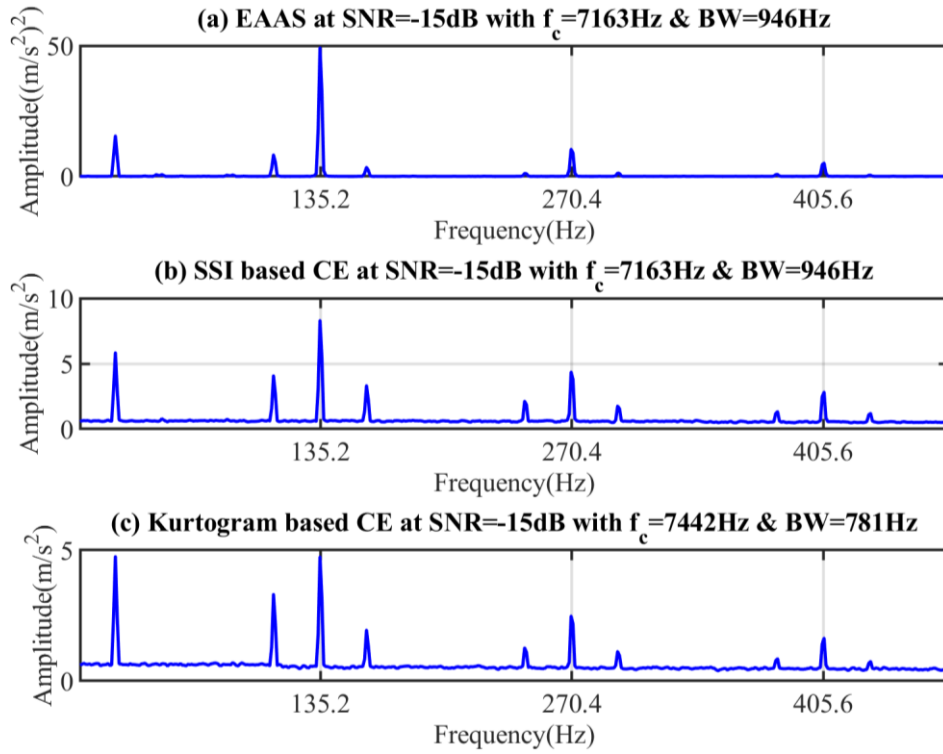 (a) EAAS at SNR=-15dB with f_c=7163Hz & BW=946Hz
Amplitude((m/s²)²)
50
0
135.2 270.4 405.6
Frequency(Hz)
(b) SSI based CE at SNR=-15dB with f_c=7163Hz & BW=946Hz
Amplitude(m/s²)
10
5
0
135.2 270.4 405.6
Frequency(Hz)
(c) Kurtogram based CE at SNR=-15dB with f_c=7442Hz & BW=781Hz
Amplitude(m/s²)
5
0
135.2 270.4 405.6
Frequency(Hz)